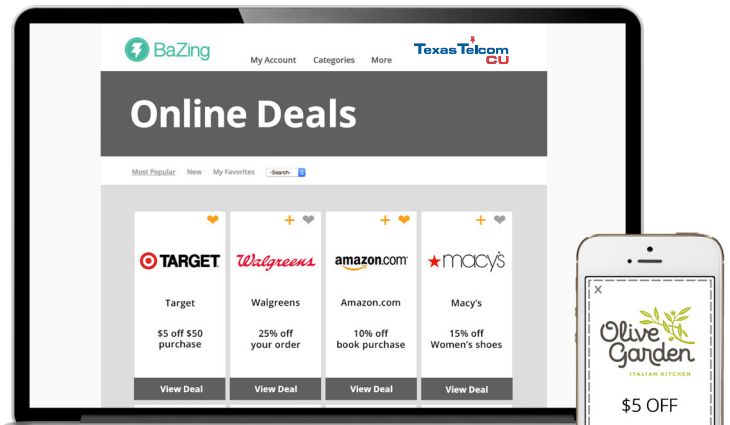 BaZing
My Account Categories More
TexasTelcom
CU
Online Deals
Most Popular New My Favorites -Search-
TARGET
Walgreens
amazon.com
macy's
Target
Walgreens
Amazon.com
Macy's
$5 off $50
purchase
25% off
your order
10% off
book purchase
15% off
Women's shoes
View Deal
View Deal
View Deal
View Deal
X
Olive
Garden
ITALIAN KITCHEN
$5 OFF